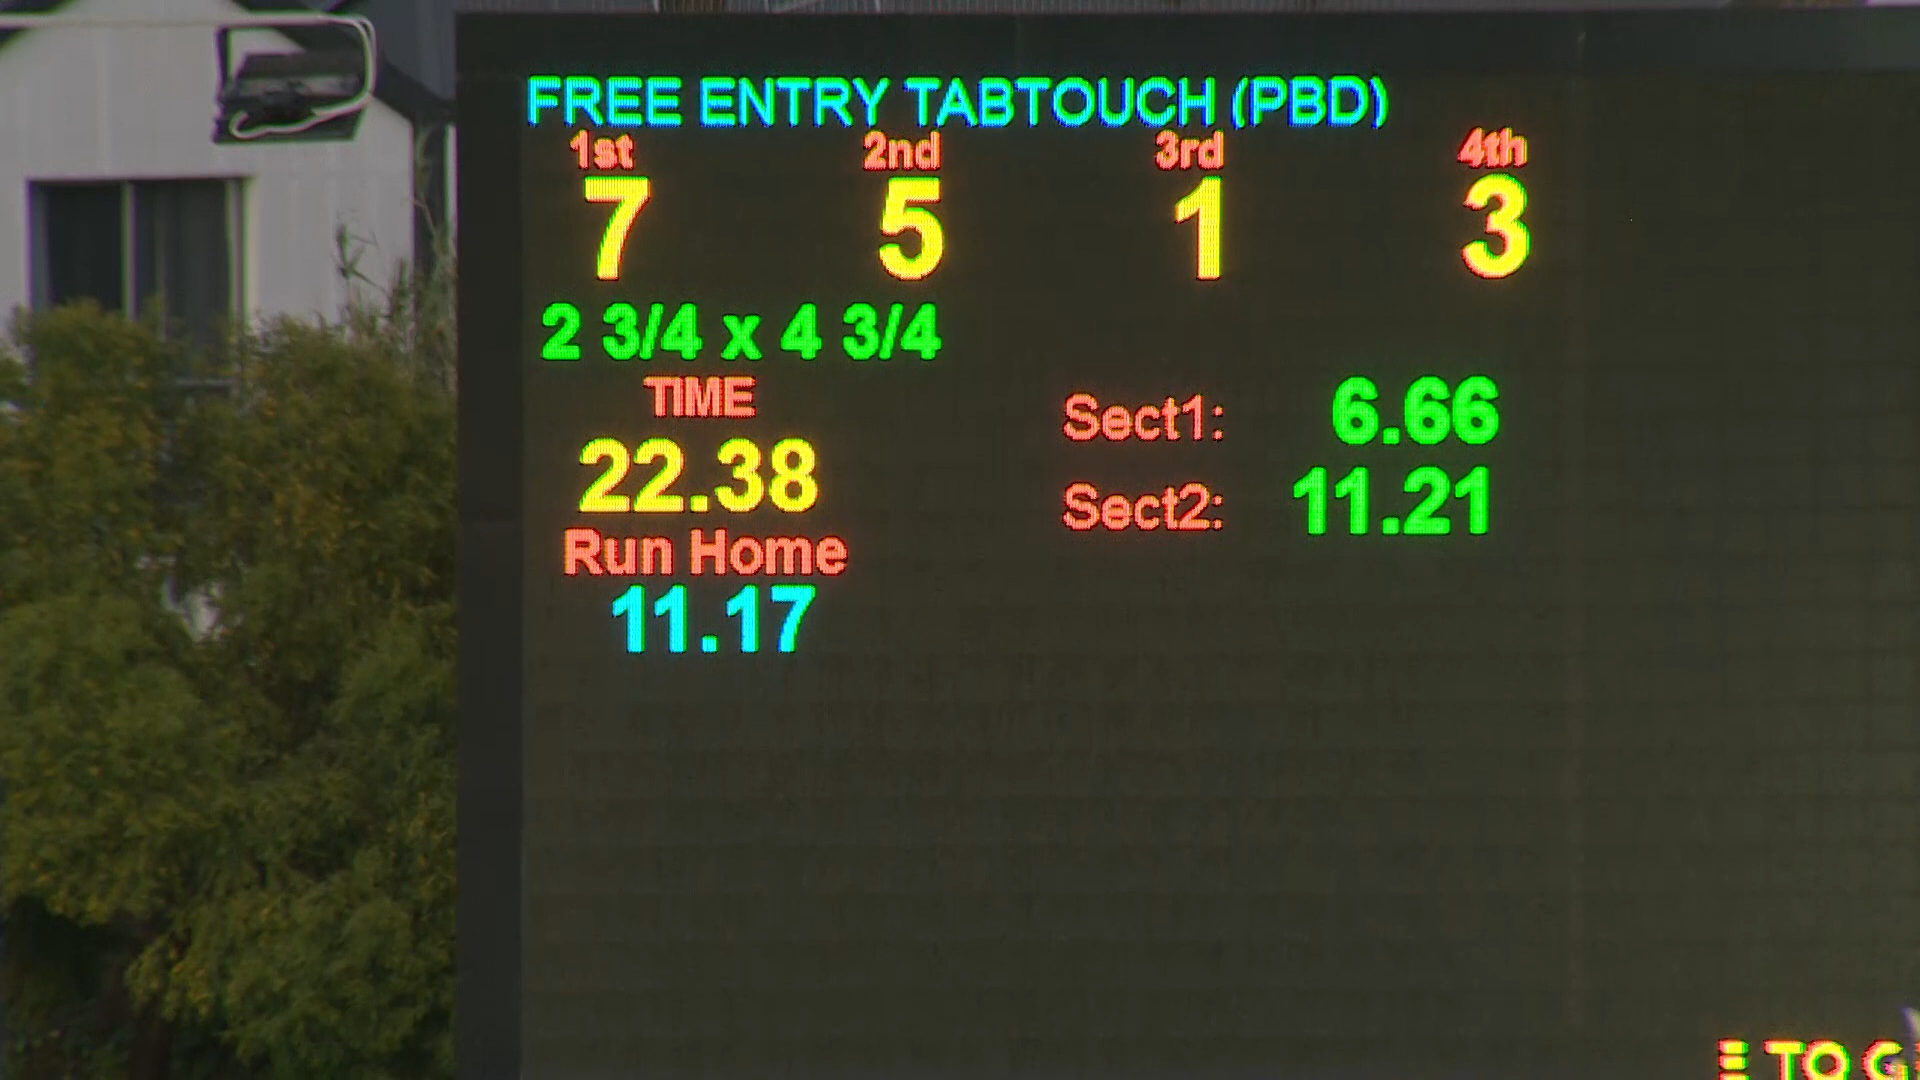 FREE ENTRY TABTOUCH (PBD)
1st 2nd 3rd 4th
7 5 1 3
2 3/4 x 4 3/4
TIME
22.38
Sect1: 6.66
Sect2: 11.21
Run Home
11.17
TO